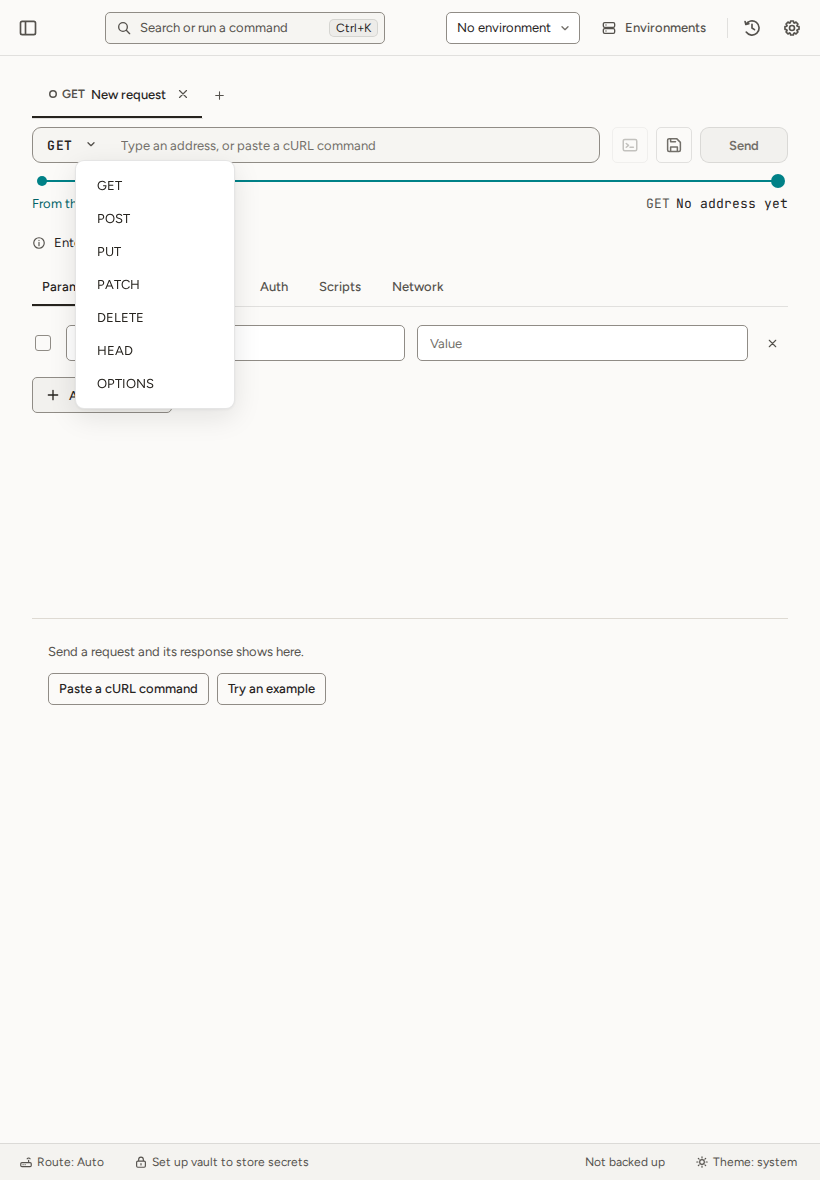 Search or run a command Ctrl+K No environment Environments
GET New request
GET Type an address, or paste a cURL command Send
From th GET No address yet
GET
POST
PUT
PATCH
DELETE
HEAD
OPTIONS
Ent
Param Auth Scripts Network
Value
A
Send a request and its response shows here.
Paste a cURL command Try an example
Route: Auto Set up vault to store secrets Not backed up Theme: system